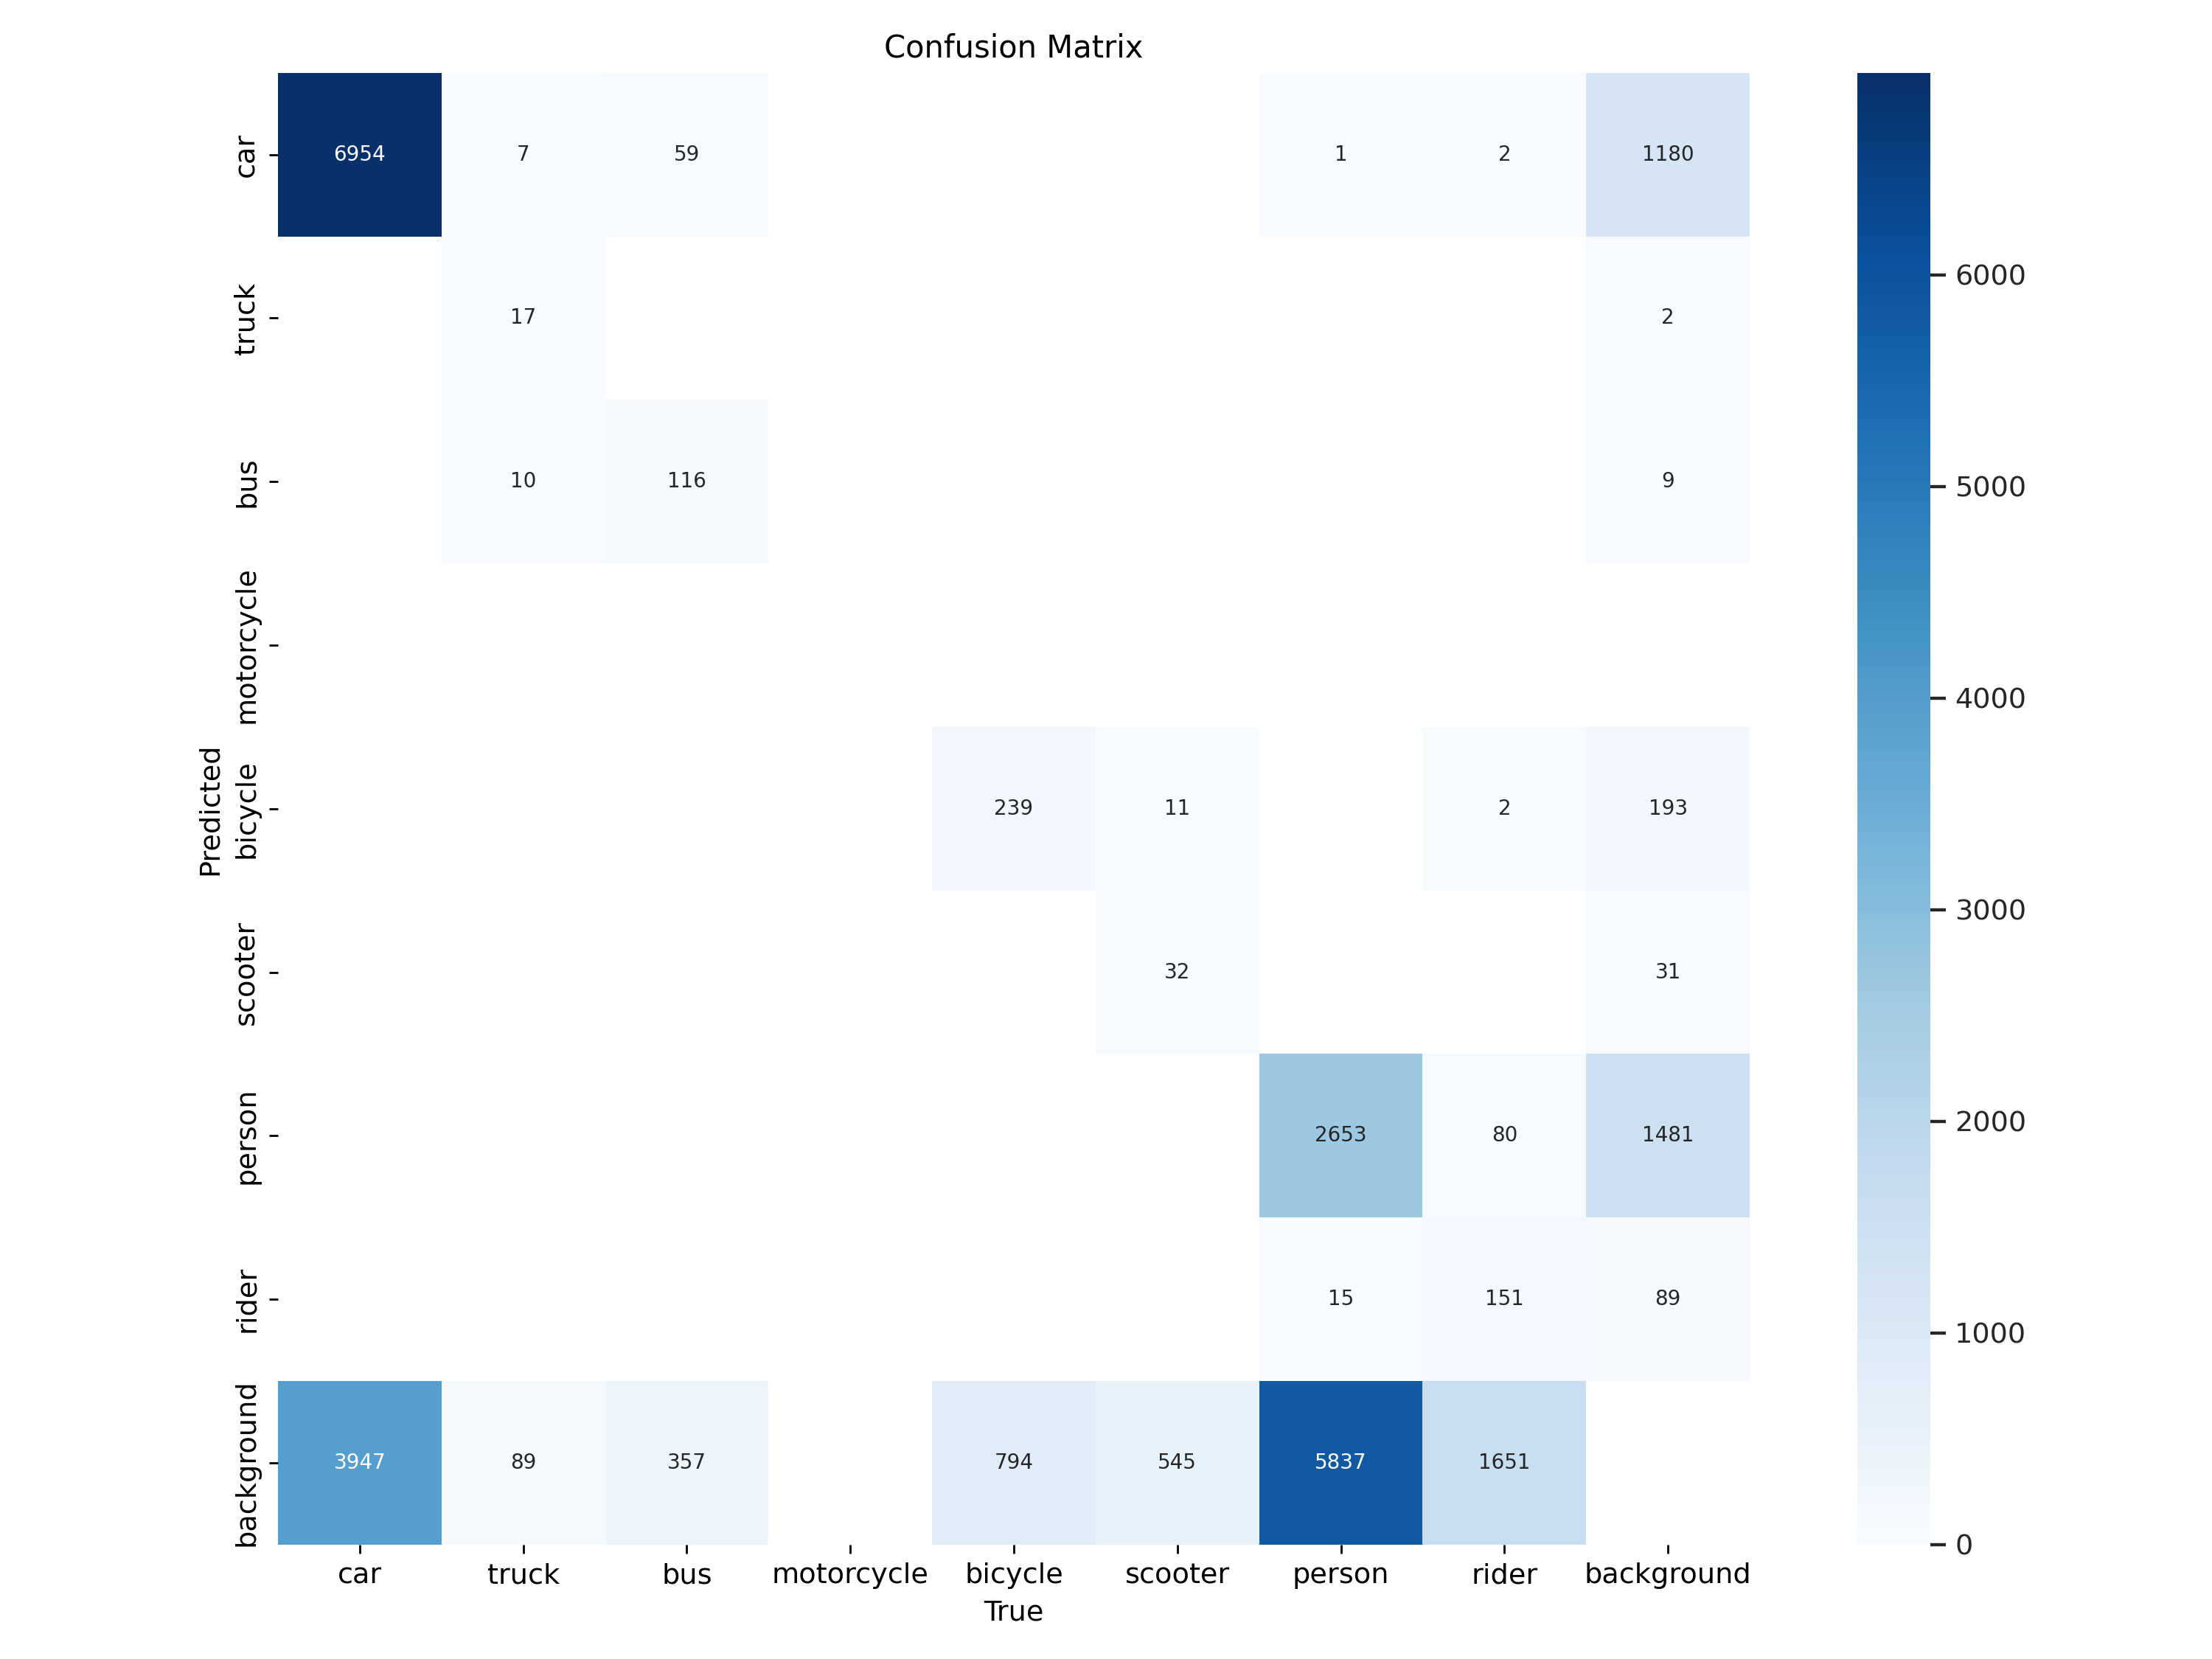 Confusion Matrix
car 6954 7 59 1 2 1180
truck 17 2
bus 10 116 9
motorcycle
bicycle 239 11 2 193
scooter 32 31
person 2653 80 1481
rider 15 151 89
background 3947 89 357 794 545 5837 1651
Predicted
car truck bus motorcycle bicycle scooter person rider background
True
6000
5000
4000
3000
2000
1000
0